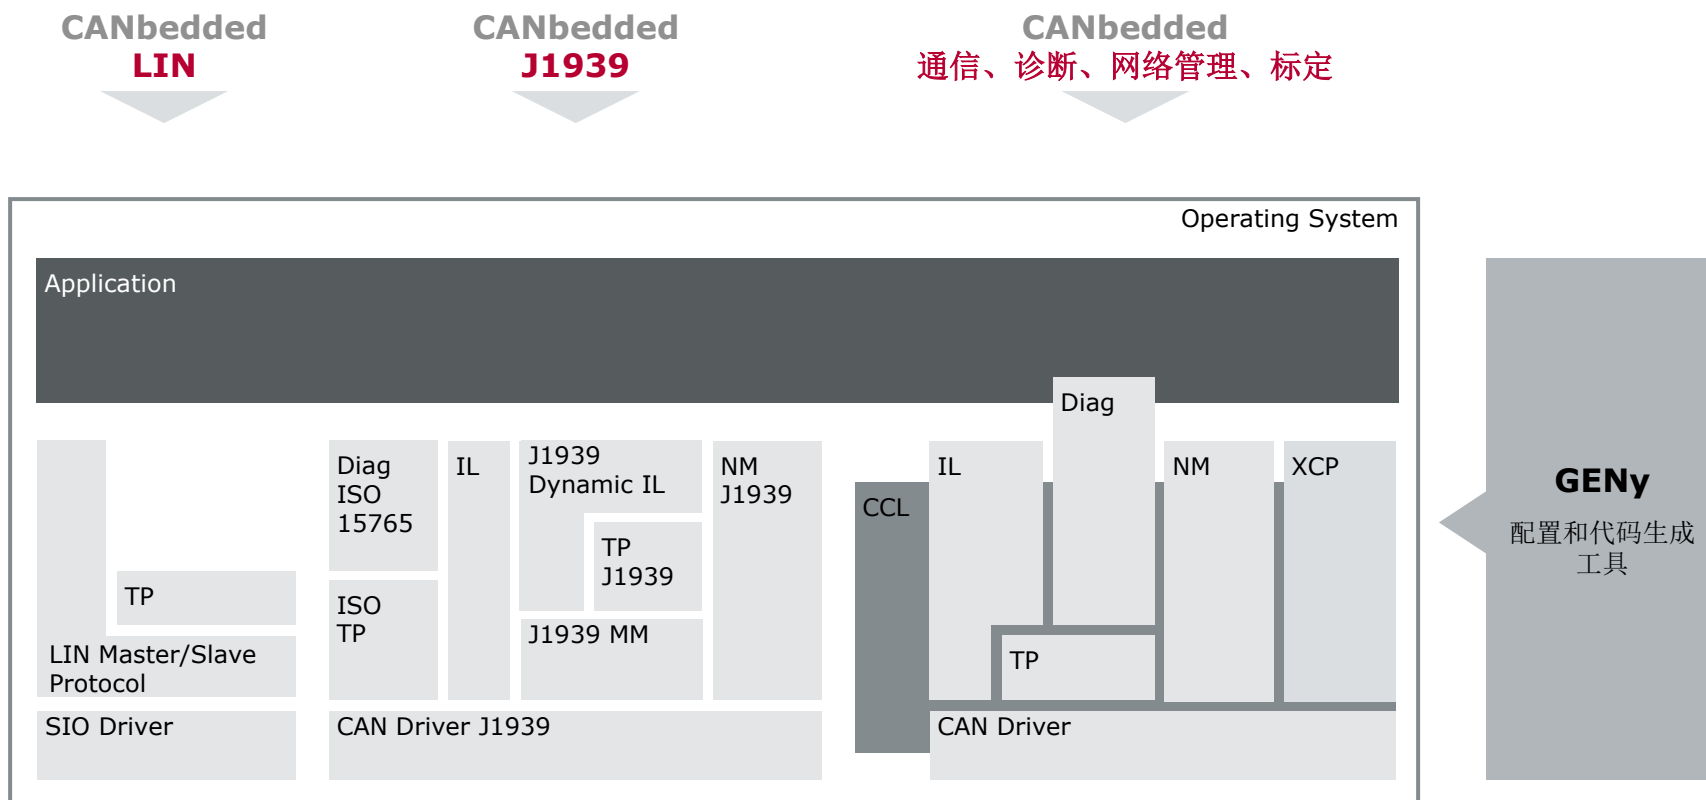 CANbedded
LIN
CANbedded
J1939
CANbedded
通信、诊断、网络管理、标定
Operating System
Application
Diag
Diag
ISO
15765
IL
J1939
Dynamic IL
NM
J1939
IL
NM
XCP
CCL
TP
J1939
TP
ISO
TP
J1939 MM
LIN Master/Slave
Protocol
TP
SIO Driver
CAN Driver J1939
CAN Driver
GENy
配置和代码生成
工具